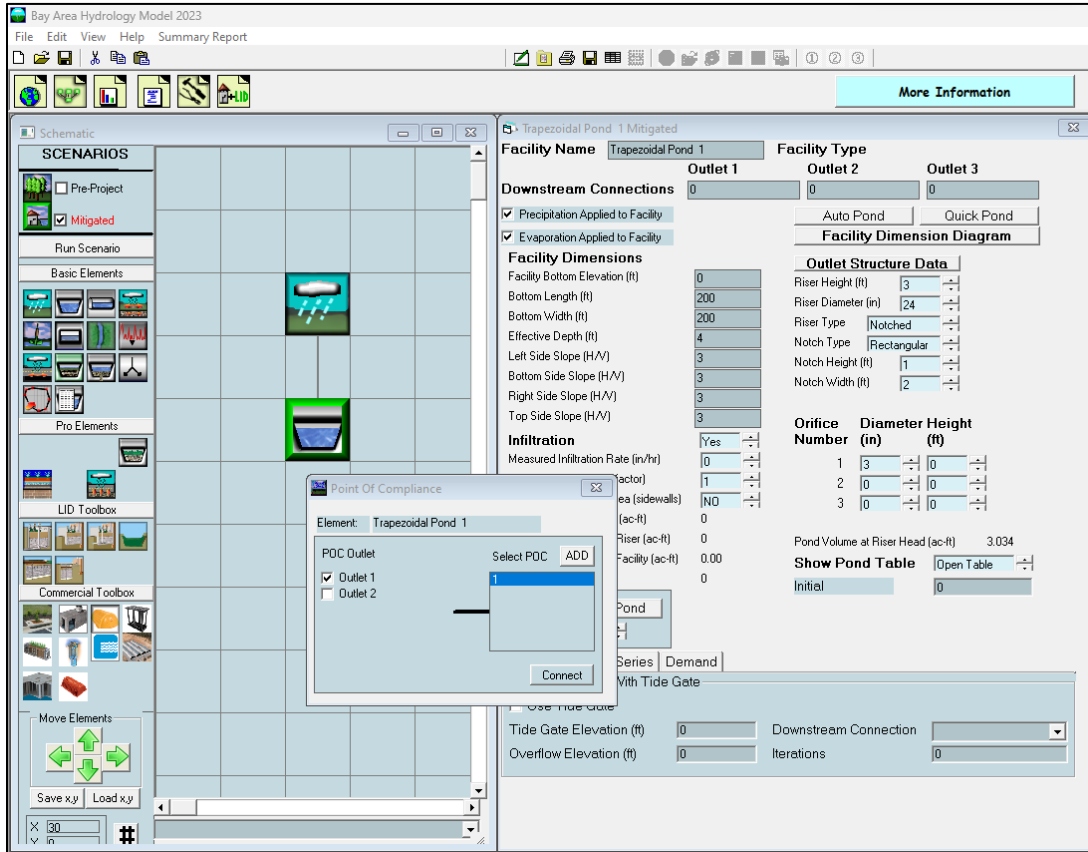 Bay Area Hydrology Model 2023
File Edit View Help Summary Report
More Information
Schematic
SCENARIOS
Pre-Project
Mitigated
Run Scenario
Basic Elements
Pro Elements
LID Toolbox
Commercial Toolbox
Move Elements
Save x,y Load x,y
X 30
Y 0
#
Trapezoidal Pond 1 Mitigated
Facility Name Trapezoidal Pond 1 Facility Type
Outlet 1 Outlet 2 Outlet 3
Downstream Connections 0 0 0
Precipitation Applied to Facility Auto Pond Quick Pond
Evaporation Applied to Facility Facility Dimension Diagram
Facility Dimensions
Facility Bottom Elevation (ft) 0
Bottom Length (ft) 200
Bottom Width (ft) 200
Effective Depth (ft) 4
Left Side Slope (H/V) 3
Bottom Side Slope (H/V) 3
Right Side Slope (H/V) 3
Top Side Slope (H/V) 3
Infiltration Yes
Measured Infiltration Rate (in/hr) 0
actor) 1
ea (sidewalls) NO
(ac-ft) 0
Riser (ac-ft) 0
Facility (ac-ft) 0.00
0
Pond
Outlet Structure Data
Riser Height (ft) 3
Riser Diameter (in) 24
Riser Type Notched
Notch Type Rectangular
Notch Height (ft) 1
Notch Width (ft) 2
Orifice Diameter Height
Number (in) (ft)
1 3 0
2 0 0
3 0 0
Pond Volume at Riser Head (ac-ft) 3.034
Show Pond Table Open Table
Initial 0
Series Demand
With Tide Gate
Use Tide Gate
Tide Gate Elevation (ft) 0 Downstream Connection
Overflow Elevation (ft) 0 Iterations 0
Point Of Compliance
Element: Trapezoidal Pond 1
POC Outlet Select POC ADD
Outlet 1 1
Outlet 2
Connect